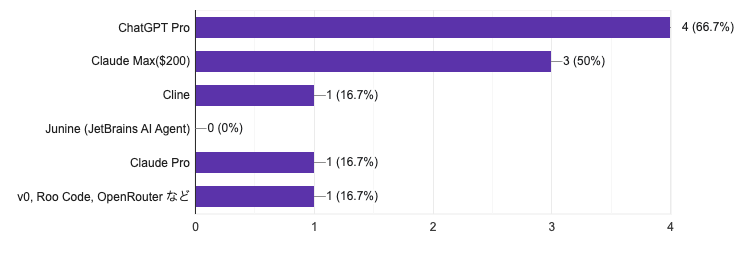 ChatGPT Pro
4 (66.7%)
Claude Max($200)
3 (50%)
Cline
1 (16.7%)
Junine (JetBrains AI Agent)
0 (0%)
Claude Pro
1 (16.7%)
v0, Roo Code, OpenRouter など
1 (16.7%)
0 1 2 3 4